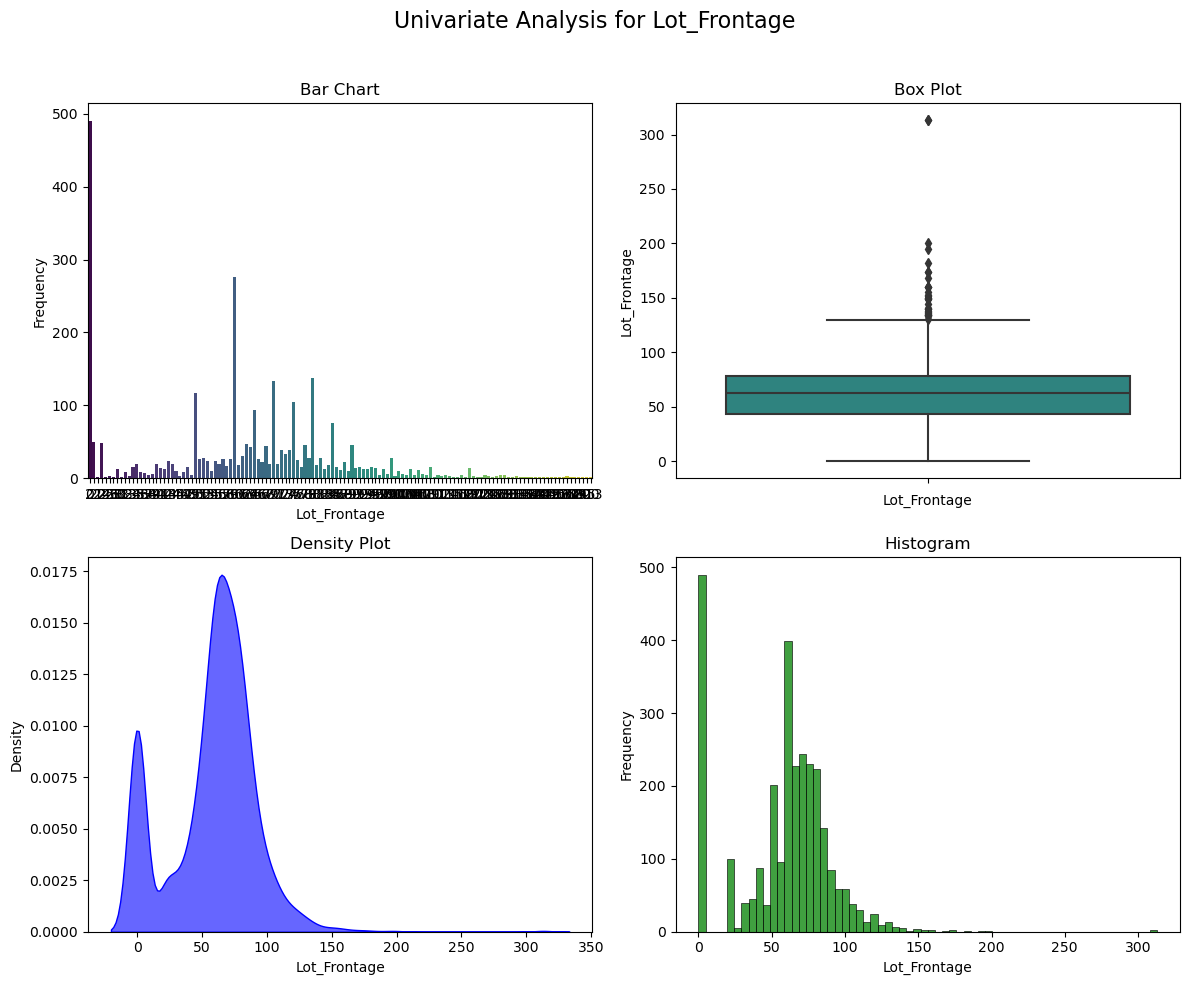 Univariate Analysis for Lot_Frontage
Bar Chart
500
400
300
200
100
0
Frequency
Lot_Frontage
Box Plot
300
250
200
150
100
50
0
Lot_Frontage
Lot_Frontage
Density Plot
0.0175
0.0150
0.0125
0.0100
0.0075
0.0050
0.0025
0.0000
Density
0 50 100 150 200 250 300 350
Lot_Frontage
Histogram
500
400
300
200
100
0
Frequency
0 50 100 150 200 250 300
Lot_Frontage